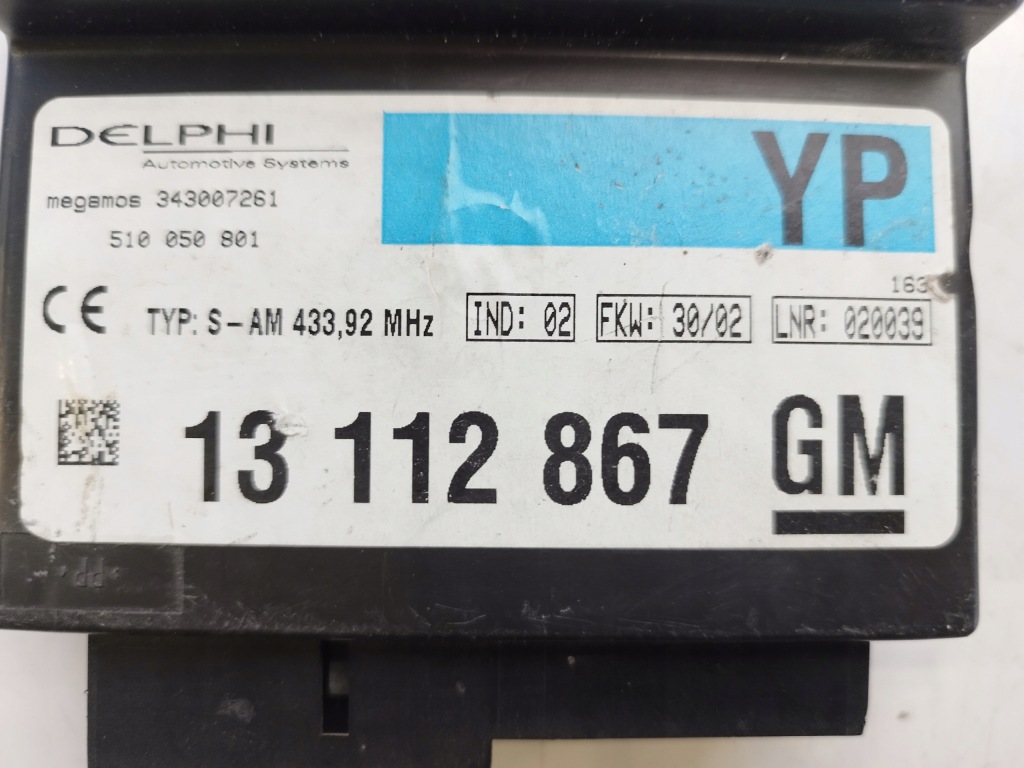 DELPHI
Automotive Systems
YP
megamos 343007261
510 050 801
163
CE TYP: S-AM 433,92 MHz IND: 02 FKW: 30/02 LNR: 020039
13 112 867 GM